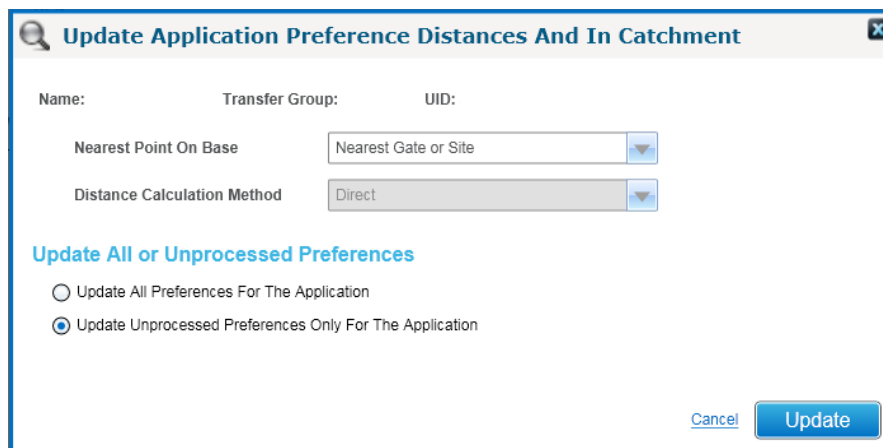 Update Application Preference Distances And In Catchment
Name: Transfer Group: UID:
Nearest Point On Base Nearest Gate or Site
Distance Calculation Method Direct
Update All or Unprocessed Preferences
Update All Preferences For The Application
Update Unprocessed Preferences Only For The Application
Cancel Update